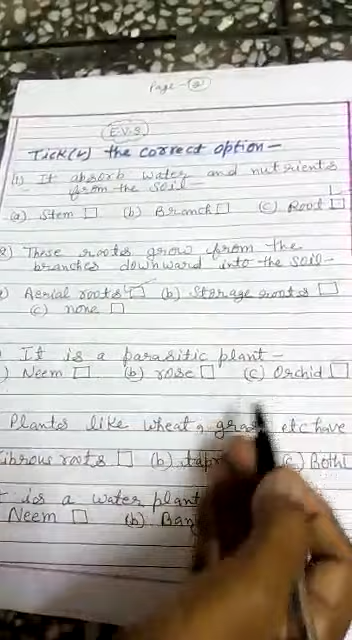 Page - 2
E.V.S.
Tick(✓) the correct option—
(1) It absorb water and nutrients
from the soil—
(a) Stem □ (b) Branch □ (c) Root □
2) These roots grow from the
branches downward into the soil—
Aerial roots □ (b) Storage roots □
(c) none □
It is a parasitic plant—
) Neem □ (b) rose □ (c) Orchid □
Plants like wheat, grass etc have
ibrous roots □ (b) (c) Both
is a water plant
Neem □ (b)